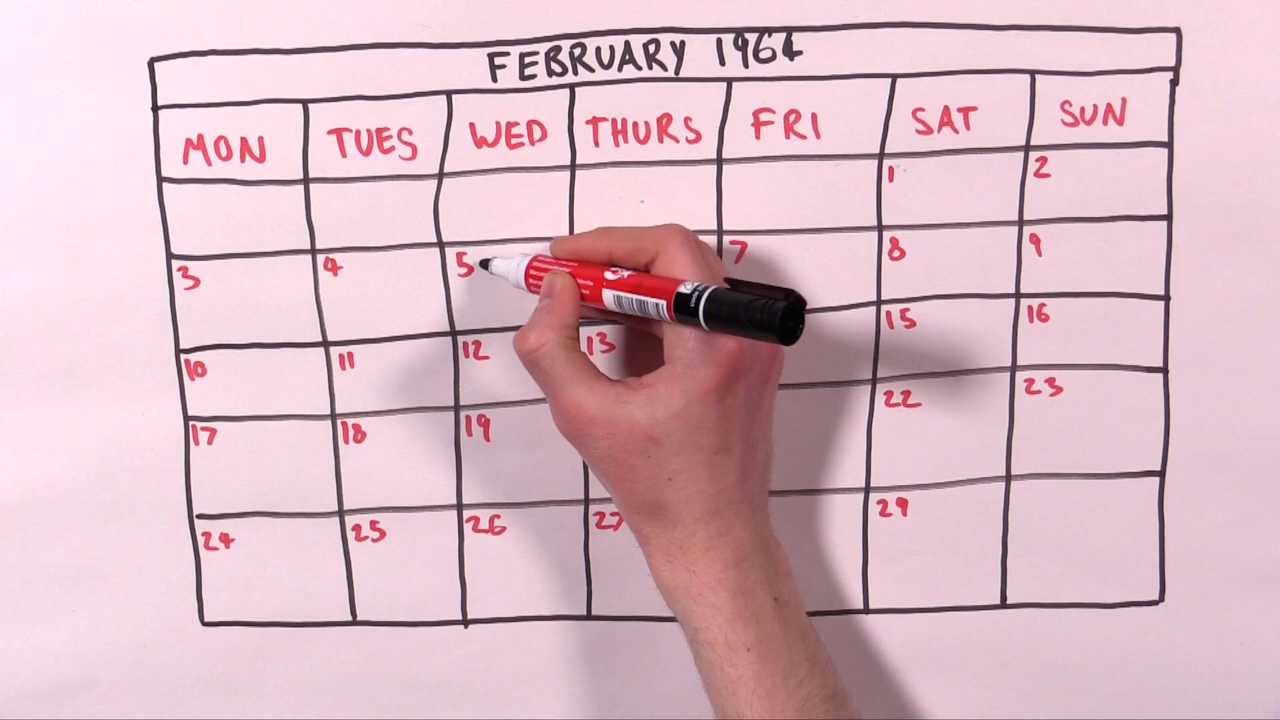 FEBRUARY 1964
MON TUES WED THURS FRI SAT SUN
1 2
3 4 5 7 8 9
10 11 12 13 15 16
17 18 19 22 23
24 25 26 27 29